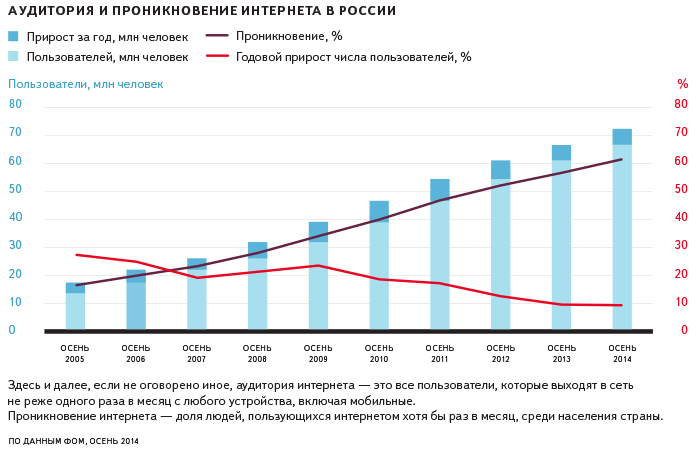 АУДИТОРИЯ И ПРОНИКНОВЕНИЕ ИНТЕРНЕТА В РОССИИ
Прирост за год, млн человек
Проникновение, %
Пользователей, млн человек
Годовой прирост числа пользователей, %
Пользователи, млн человек
%
80 80
70 70
60 60
50 50
40 40
30 30
20 20
10 10
0 0
ОСЕНЬ ОСЕНЬ ОСЕНЬ ОСЕНЬ ОСЕНЬ ОСЕНЬ ОСЕНЬ ОСЕНЬ ОСЕНЬ ОСЕНЬ
2005 2006 2007 2008 2009 2010 2011 2012 2013 2014
Здесь и далее, если не оговорено иное, аудитория интернета — это все пользователи, которые выходят в сеть
не реже одного раза в месяц с любого устройства, включая мобильные.
Проникновение интернета — доля людей, пользующихся интернетом хотя бы раз в месяц, среди населения страны.
ПО ДАННЫМ ФОМ, ОСЕНЬ 2014